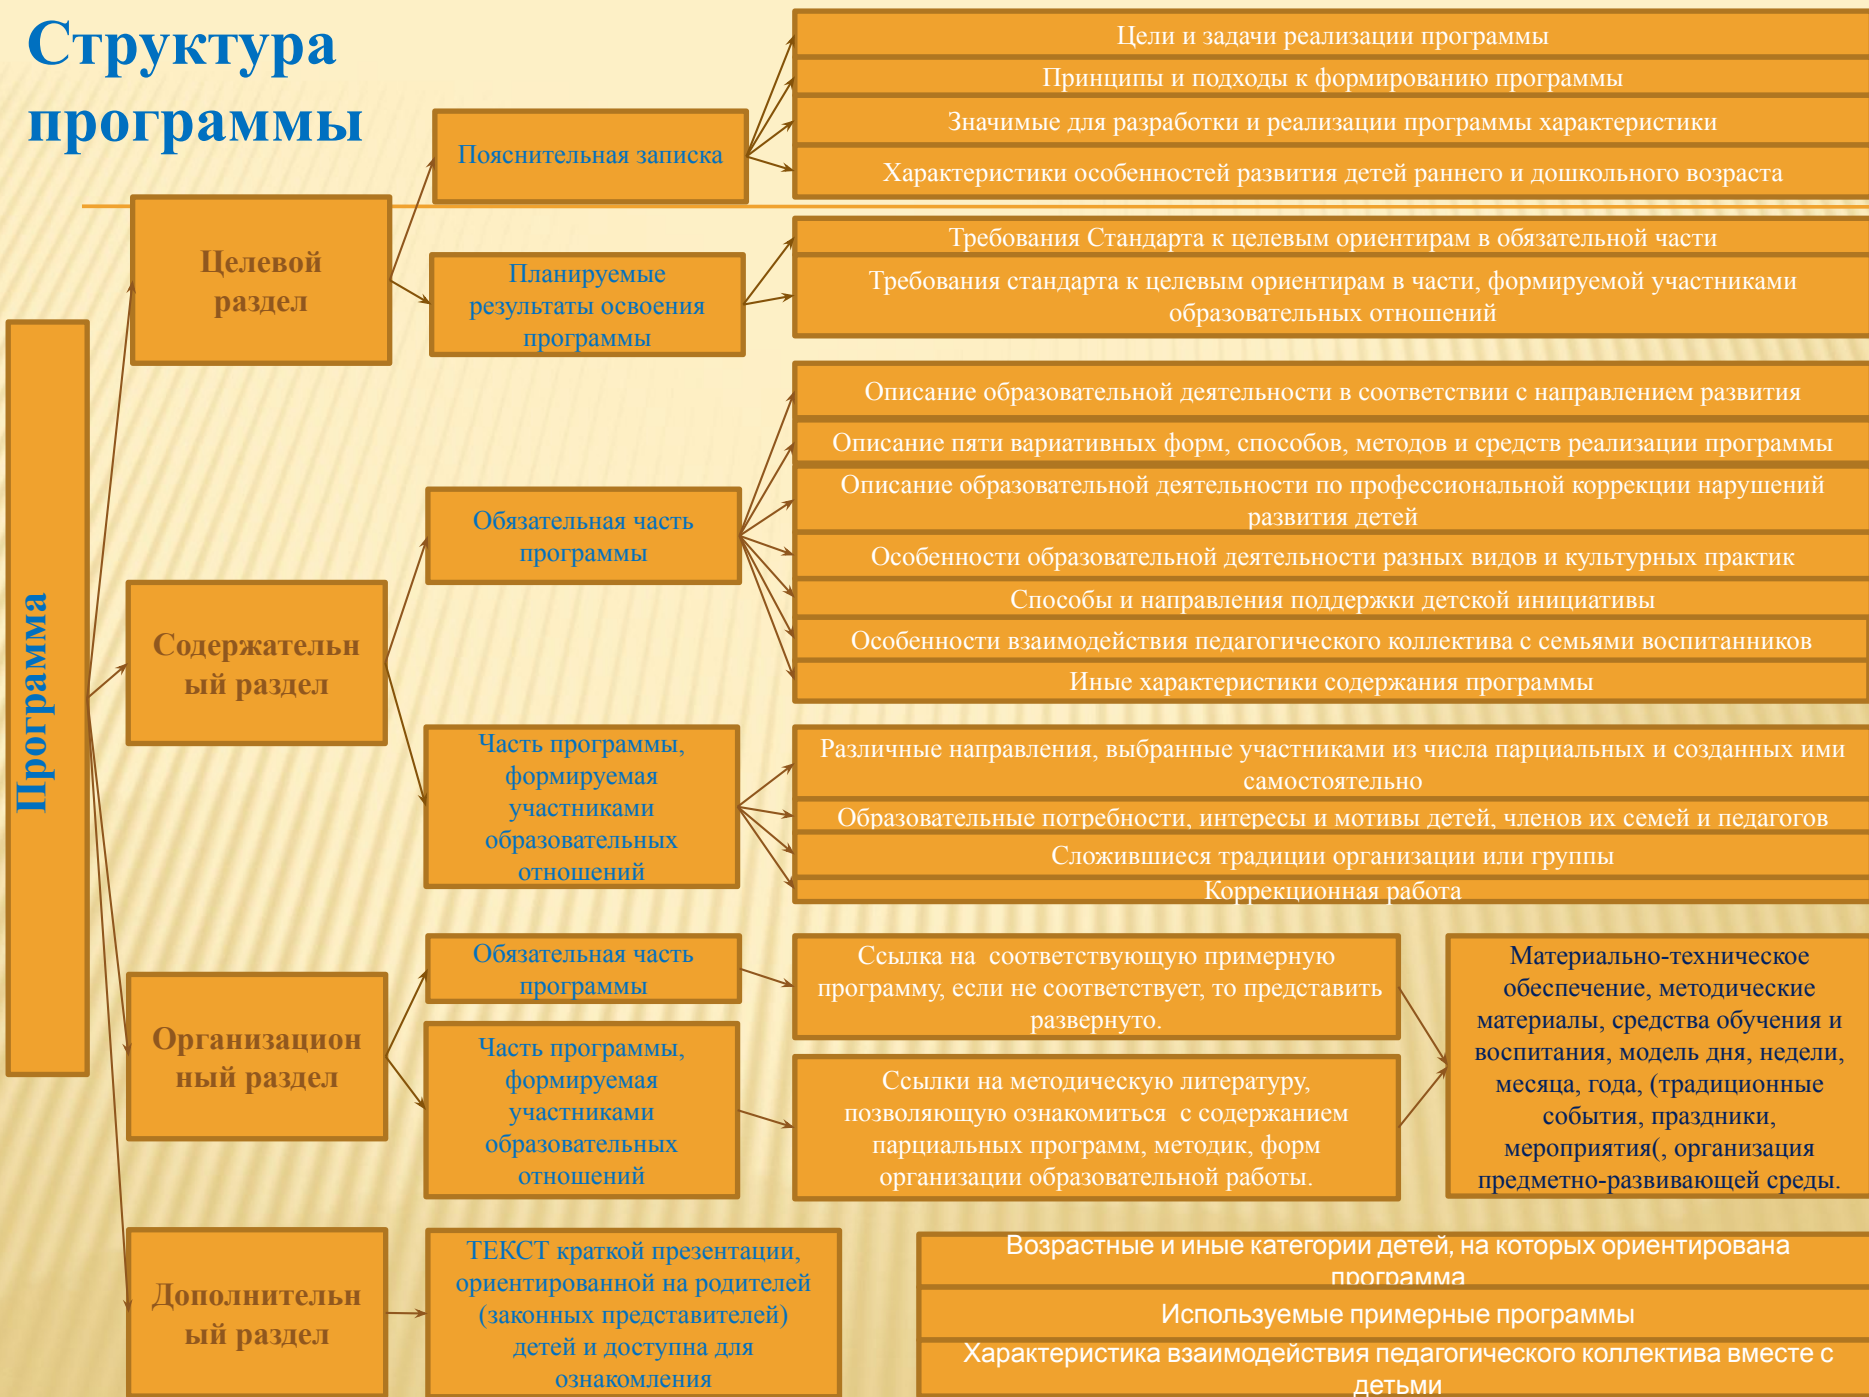 Структура
программы
Программа
Целевой
раздел
Пояснительная записка
Цели и задачи реализации программы
Принципы и подходы к формированию программы
Значимые для разработки и реализации программы характеристики
Характеристики особенностей развития детей раннего и дошкольного возраста
Планируемые
результаты освоения
программы
Требования Стандарта к целевым ориентирам в обязательной части
Требования стандарта к целевым ориентирам в части, формируемой участниками
образовательных отношений
Содержательн
ый раздел
Обязательная часть
программы
Описание образовательной деятельности в соответствии с направлением развития
Описание пяти вариативных форм, способов, методов и средств реализации программы
Описание образовательной деятельности по профессиональной коррекции нарушений
развития детей
Особенности образовательной деятельности разных видов и культурных практик
Способы и направления поддержки детской инициативы
Особенности взаимодействия педагогического коллектива с семьями воспитанников
Иные характеристики содержания программы
Часть программы,
формируемая
участниками
образовательных
отношений
Различные направления, выбранные участниками из числа парциальных и созданных ими
самостоятельно
Образовательные потребности, интересы и мотивы детей, членов их семей и педагогов
Сложившиеся традиции организации или группы
Коррекционная работа
Организацион
ный раздел
Обязательная часть
программы
Ссылка на соответствующую примерную
программу, если не соответствует, то представить
развернуто.
Часть программы,
формируемая
участниками
образовательных
отношений
Ссылки на методическую литературу,
позволяющую ознакомиться с содержанием
парциальных программ, методик, форм
организации образовательной работы.
Материально-техническое
обеспечение, методические
материалы, средства обучения и
воспитания, модель дня, недели,
месяца, года, (традиционные
события, праздники,
мероприятия(, организация
предметно-развивающей среды.
Дополнительн
ый раздел
ТЕКСТ краткой презентации,
ориентированной на родителей
(законных представителей)
детей и доступна для
ознакомления
Возрастные и иные категории детей, на которых ориентирована
программа
Используемые примерные программы
Характеристика взаимодействия педагогического коллектива вместе с
детьми